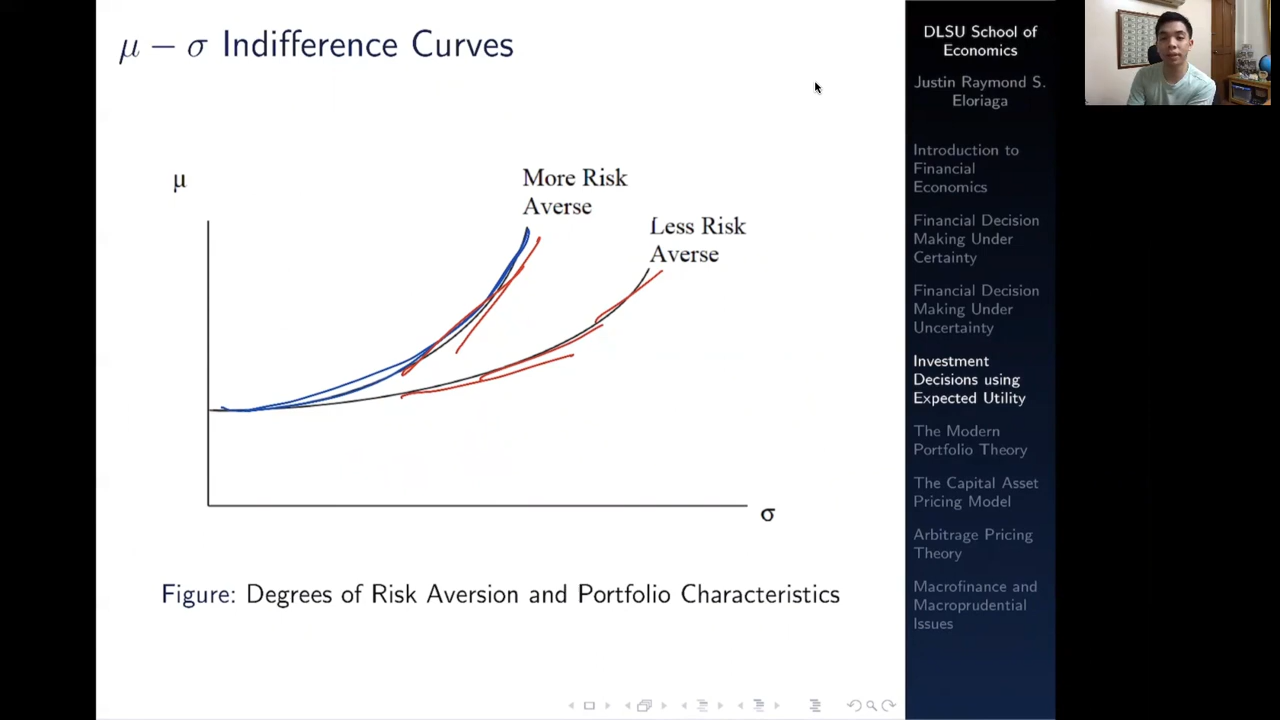 μ − σ Indifference Curves
μ
More Risk
Averse
Less Risk
Averse
σ
Figure: Degrees of Risk Aversion and Portfolio Characteristics
DLSU School of
Economics
Justin Raymond S.
Eloriaga
Introduction to
Financial
Economics
Financial Decision
Making Under
Certainty
Financial Decision
Making Under
Uncertainty
Investment
Decisions using
Expected Utility
The Modern
Portfolio Theory
The Capital Asset
Pricing Model
Arbitrage Pricing
Theory
Macrofinance and
Macroprudential
Issues